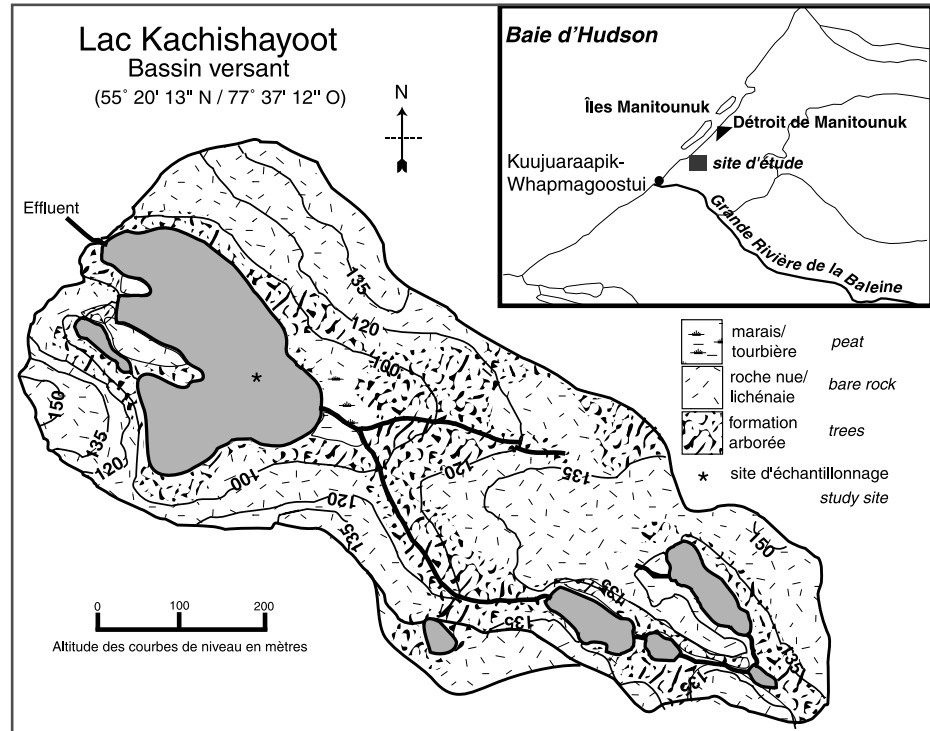 Lac Kachishayoot
Bassin versant
(55° 20' 13" N / 77° 37' 12" O)
N
Effluent
Baie d'Hudson
Îles Manitounuk
Détroit de Manitounuk
Kuujuaraapik-
Whapmagoostui
site d'étude
Grande Rivière de la Baleine
marais/
tourbière
peat
roche nue/
lichénaie
bare rock
formation
arborée
trees
* site d'échantillonnage
study site
135
120
100
150
135
120
100
120
135
120
135
150
135
135
135
135
0 100 200
Altitude des courbes de niveau en mètres